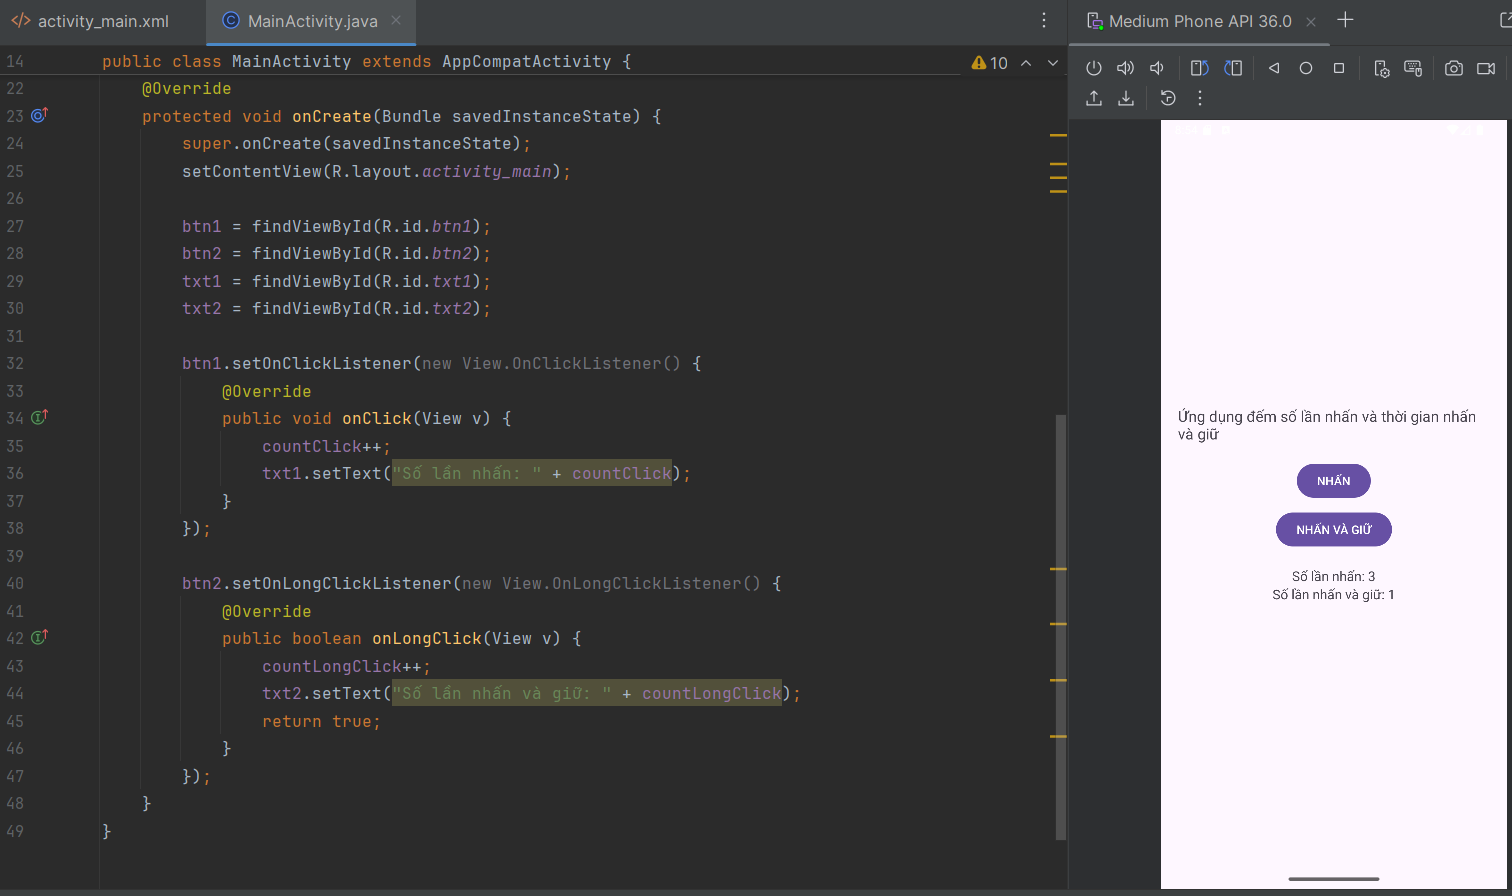 activity_main.xml
MainActivity.java
Medium Phone API 36.0
14 public class MainActivity extends AppCompatActivity {
10
22 @Override
23 protected void onCreate(Bundle savedInstanceState) {
24 super.onCreate(savedInstanceState);
25 setContentView(R.layout.activity_main);
26
27 btn1 = findViewById(R.id.btn1);
28 btn2 = findViewById(R.id.btn2);
29 txt1 = findViewById(R.id.txt1);
30 txt2 = findViewById(R.id.txt2);
31
32 btn1.setOnClickListener(new View.OnClickListener() {
33 @Override
34 public void onClick(View v) {
35 countClick++;
36 txt1.setText("Số lần nhấn: " + countClick);
37 }
38 });
39
40 btn2.setOnLongClickListener(new View.OnLongClickListener() {
41 @Override
42 public boolean onLongClick(View v) {
43 countLongClick++;
44 txt2.setText("Số lần nhấn và giữ: " + countLongClick);
45 return true;
46 }
47 });
48 }
49 }
Ứng dụng đếm số lần nhấn và thời gian nhấn
và giữ
NHẤN
NHẤN VÀ GIỮ
Số lần nhấn: 3
Số lần nhấn và giữ: 1